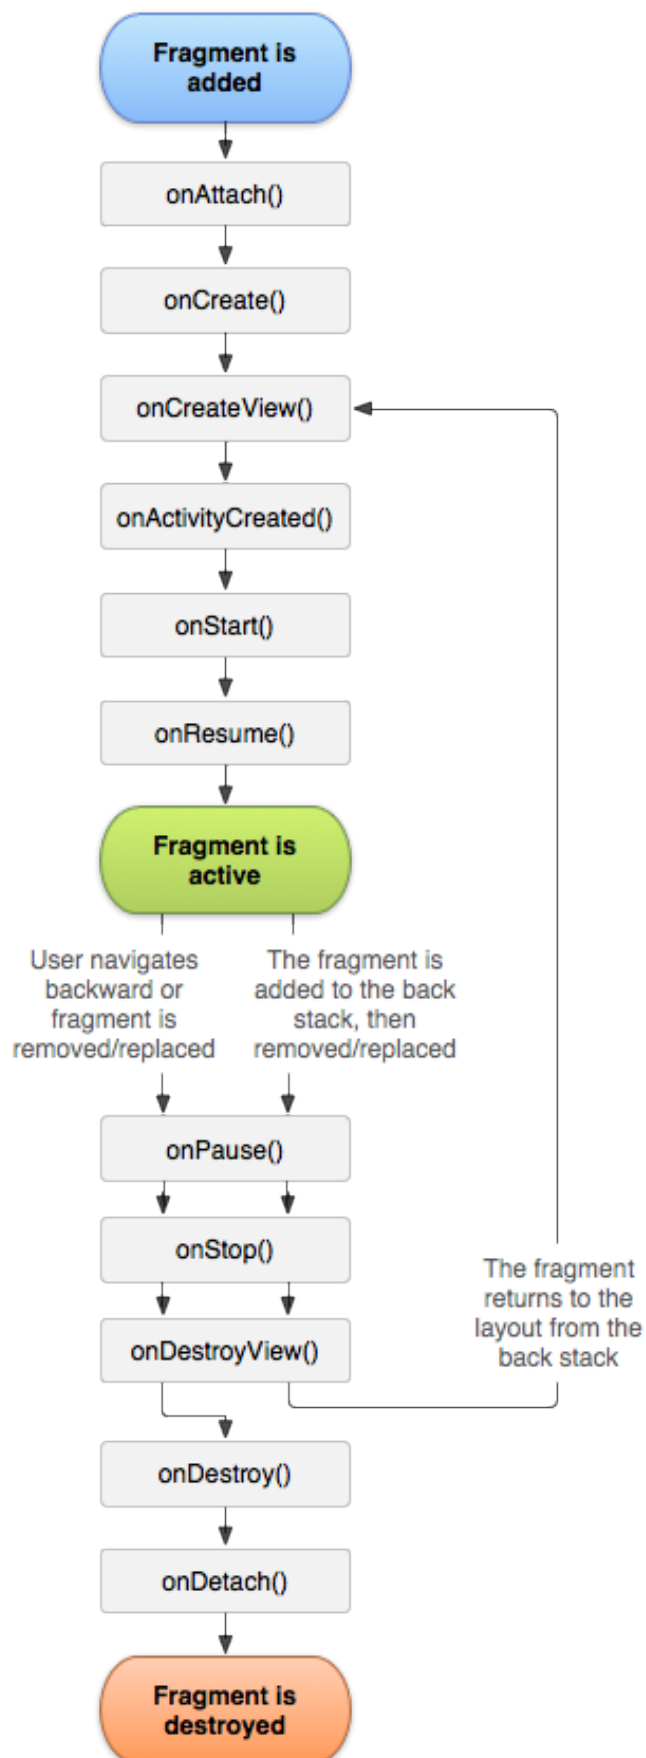 Fragment is
added
onAttach()
onCreate()
onCreateView()
onActivityCreated()
onStart()
onResume()
Fragment is
active
User navigates
backward or
fragment is
removed/replaced
The fragment is
added to the back
stack, then
removed/replaced
onPause()
onStop()
onDestroyView()
The fragment
returns to the
layout from the
back stack
onDestroy()
onDetach()
Fragment is
destroyed